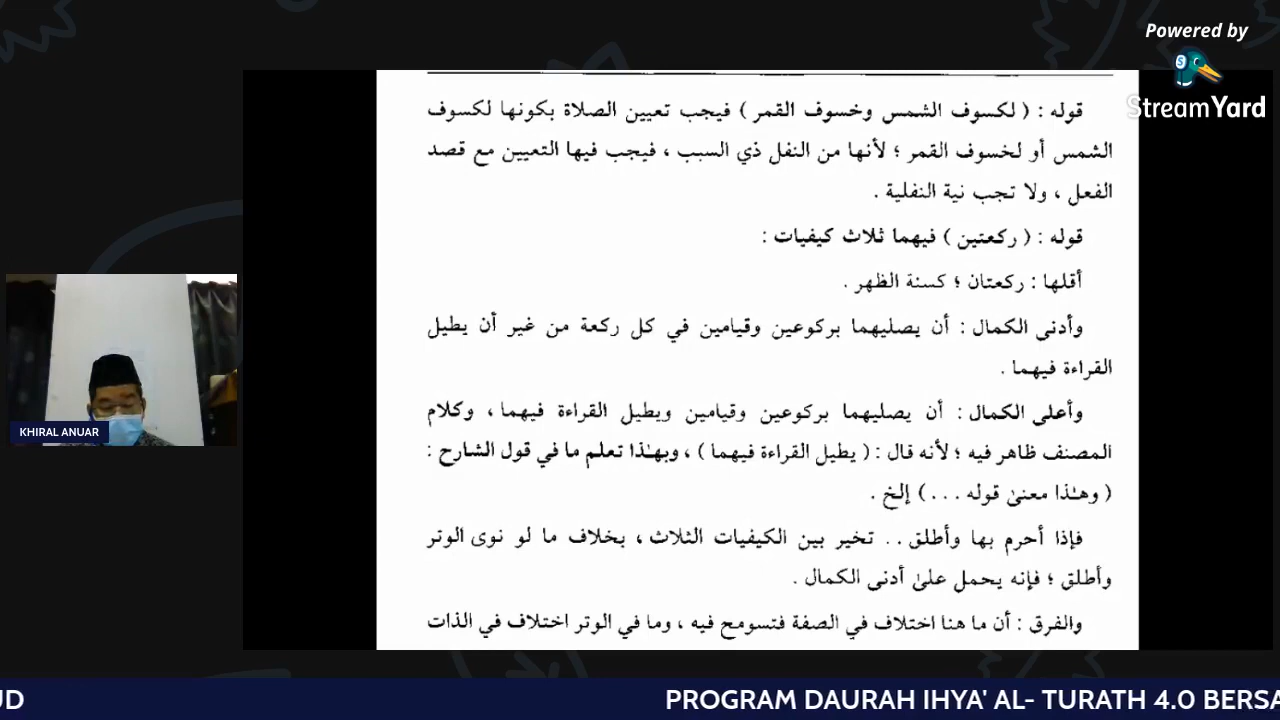 Powered by
StreamYard
قوله : ( لكسوف الشمس وخسوف القمر ) فيجب تعيين الصلاة بكونها لكسوف
الشمس أو لخسوف القمر ؛ لأنها من النفل ذي السبب ، فيجب فيها التعيين مع قصد
الفعل ، ولا تجب نية النفلية .
قوله : ( ركعتين ) فيهما ثلاث كيفيات :
أقلها : ركعتان ؛ كسنة الظهر .
وأدنى الكمال : أن يصليهما بركوعين وقيامين في كل ركعة من غير أن يطيل
القراءة فيهما .
وأعلى الكمال : أن يصليهما بركوعين وقيامين ويطيل القراءة فيهما ، وكلام
المصنف ظاهر فيه ؛ لأنه قال : ( يطيل القراءة فيهما ) ، وبهـٰذا تعلم ما في قول الشارح :
( وهـٰذا معنىٰ قوله . . . ) إلخ .
فإذا أحرم بها وأطلق . . تخير بين الكيفيات الثلاث ، بخلاف ما لو نوى الوتر
وأطلق ؛ فإنه يحمل علىٰ أدنى الكمال .
والفرق : أن ما هنا اختلاف في الصفة فتسومح فيه ، وما في الوتر اختلاف في الذات
KHIRAL ANUAR
UD
PROGRAM DAURAH IHYA' AL- TURATH 4.0 BERSA